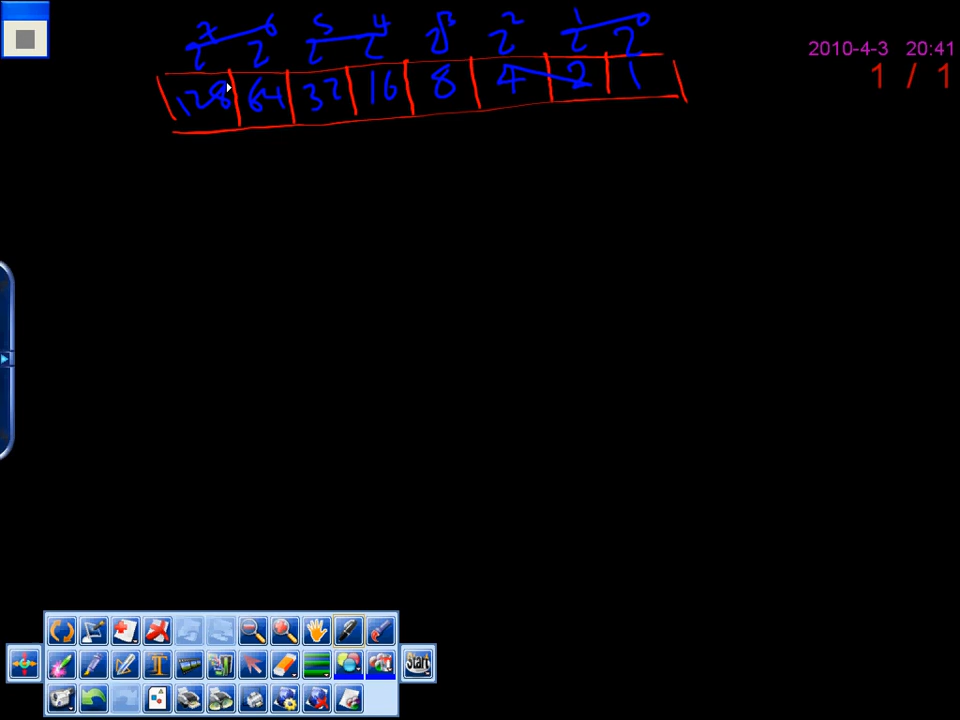 2⁷ 2⁶ 2⁵ 2⁴ 2³ 2² 2¹ 2⁰
128 64 32 16 8 4 2 1
2010-4-3 20:41
1 / 1
Start